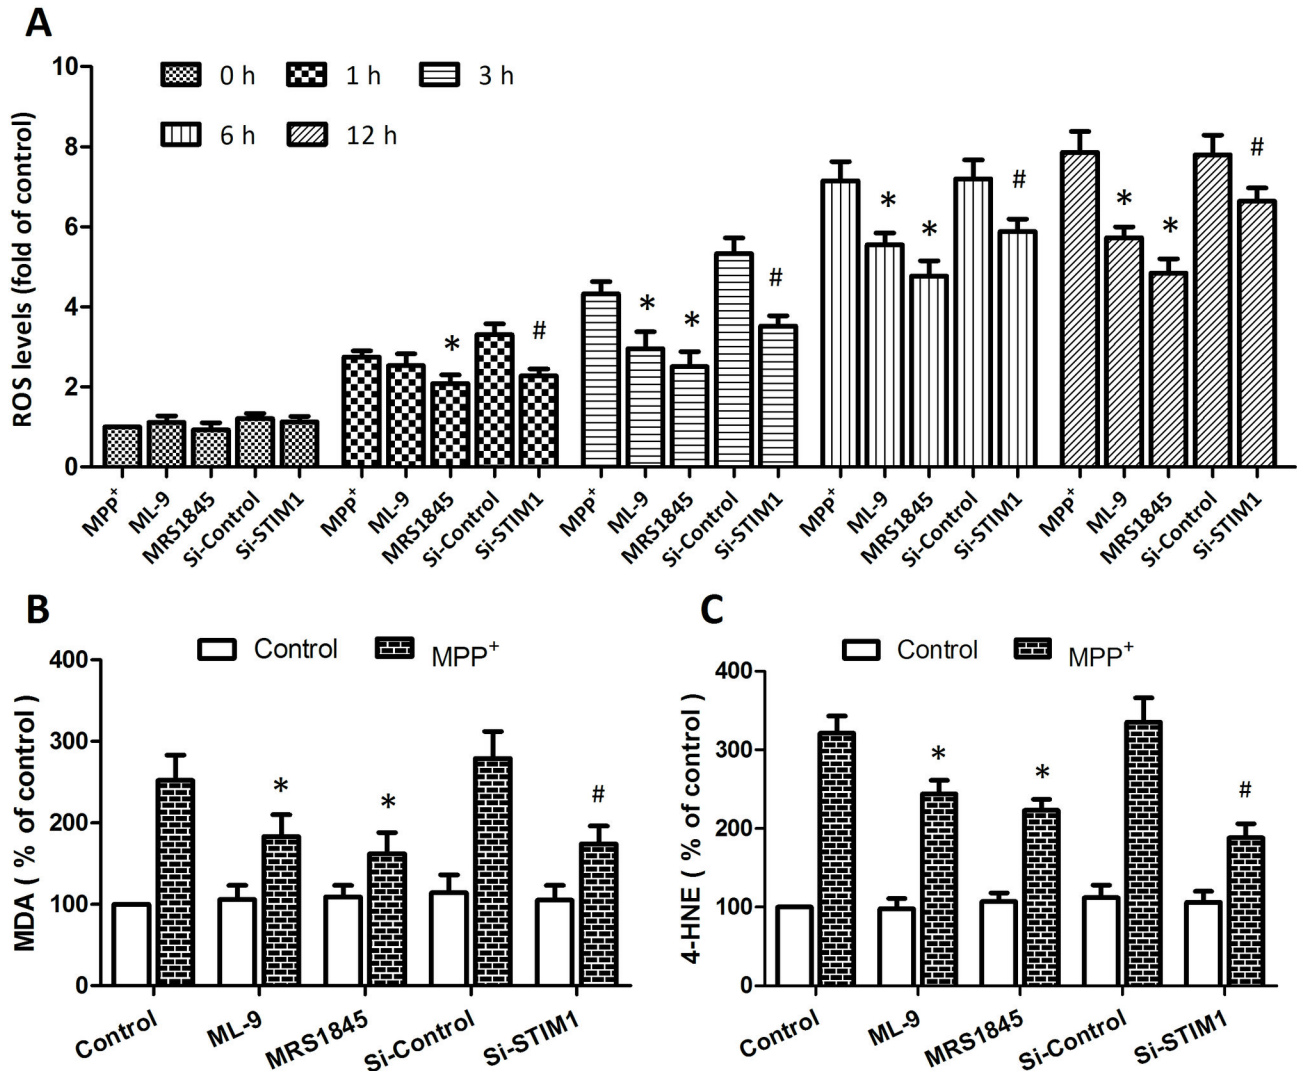 A
10
8
6
4
2
0
ROS levels (fold of control)
0 h 1 h 3 h
6 h 12 h
* # * * # * * # * * #
MPP+ ML-9 MRS1845 Si-Control Si-STIM1 MPP+ ML-9 MRS1845 Si-Control Si-STIM1 MPP+ ML-9 MRS1845 Si-Control Si-STIM1 MPP+ ML-9 MRS1845 Si-Control Si-STIM1 MPP+ ML-9 MRS1845 Si-Control Si-STIM1
B
Control MPP+
400
300
200
100
0
MDA ( % of control )
* * #
Control ML-9 MRS1845 Si-Control Si-STIM1
C
Control MPP+
400
300
200
100
0
4-HNE ( % of control )
* * #
Control ML-9 MRS1845 Si-Control Si-STIM1